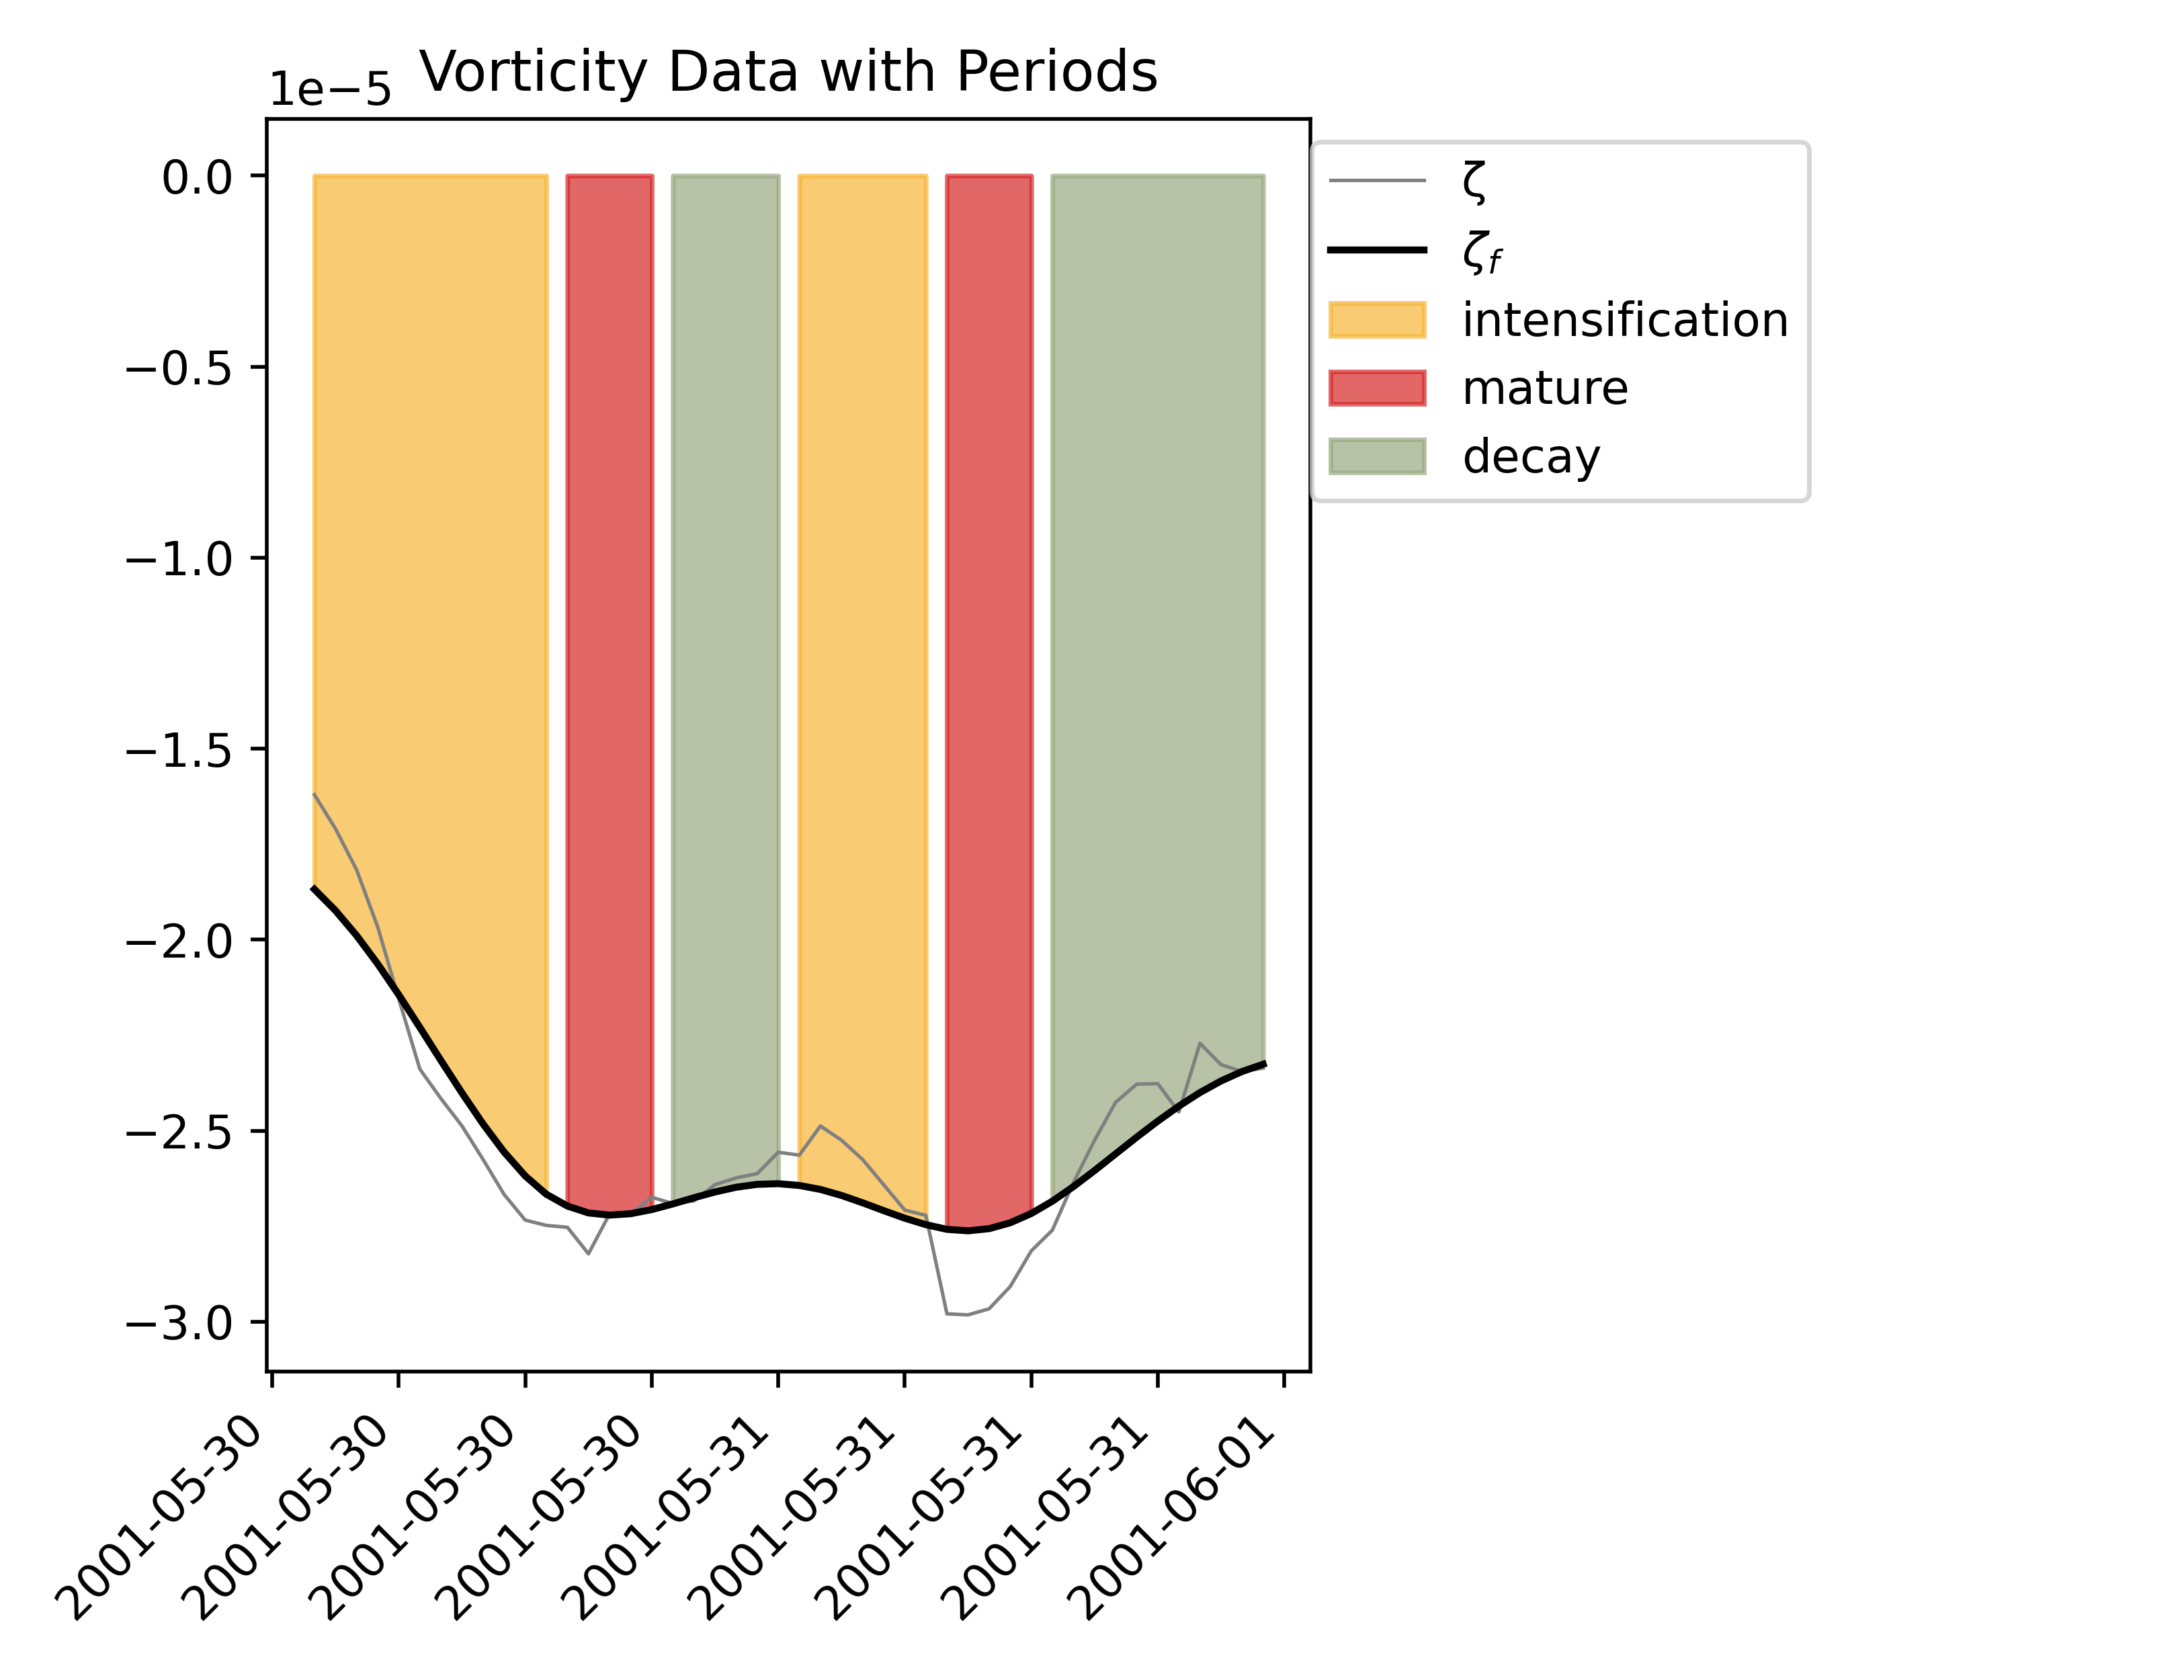 Vorticity Data with Periods
1e−5
0.0
−0.5
−1.0
−1.5
−2.0
−2.5
−3.0
2001-05-30
2001-05-30
2001-05-30
2001-05-30
2001-05-31
2001-05-31
2001-05-31
2001-05-31
2001-06-01
ζ
ζf
intensification
mature
decay